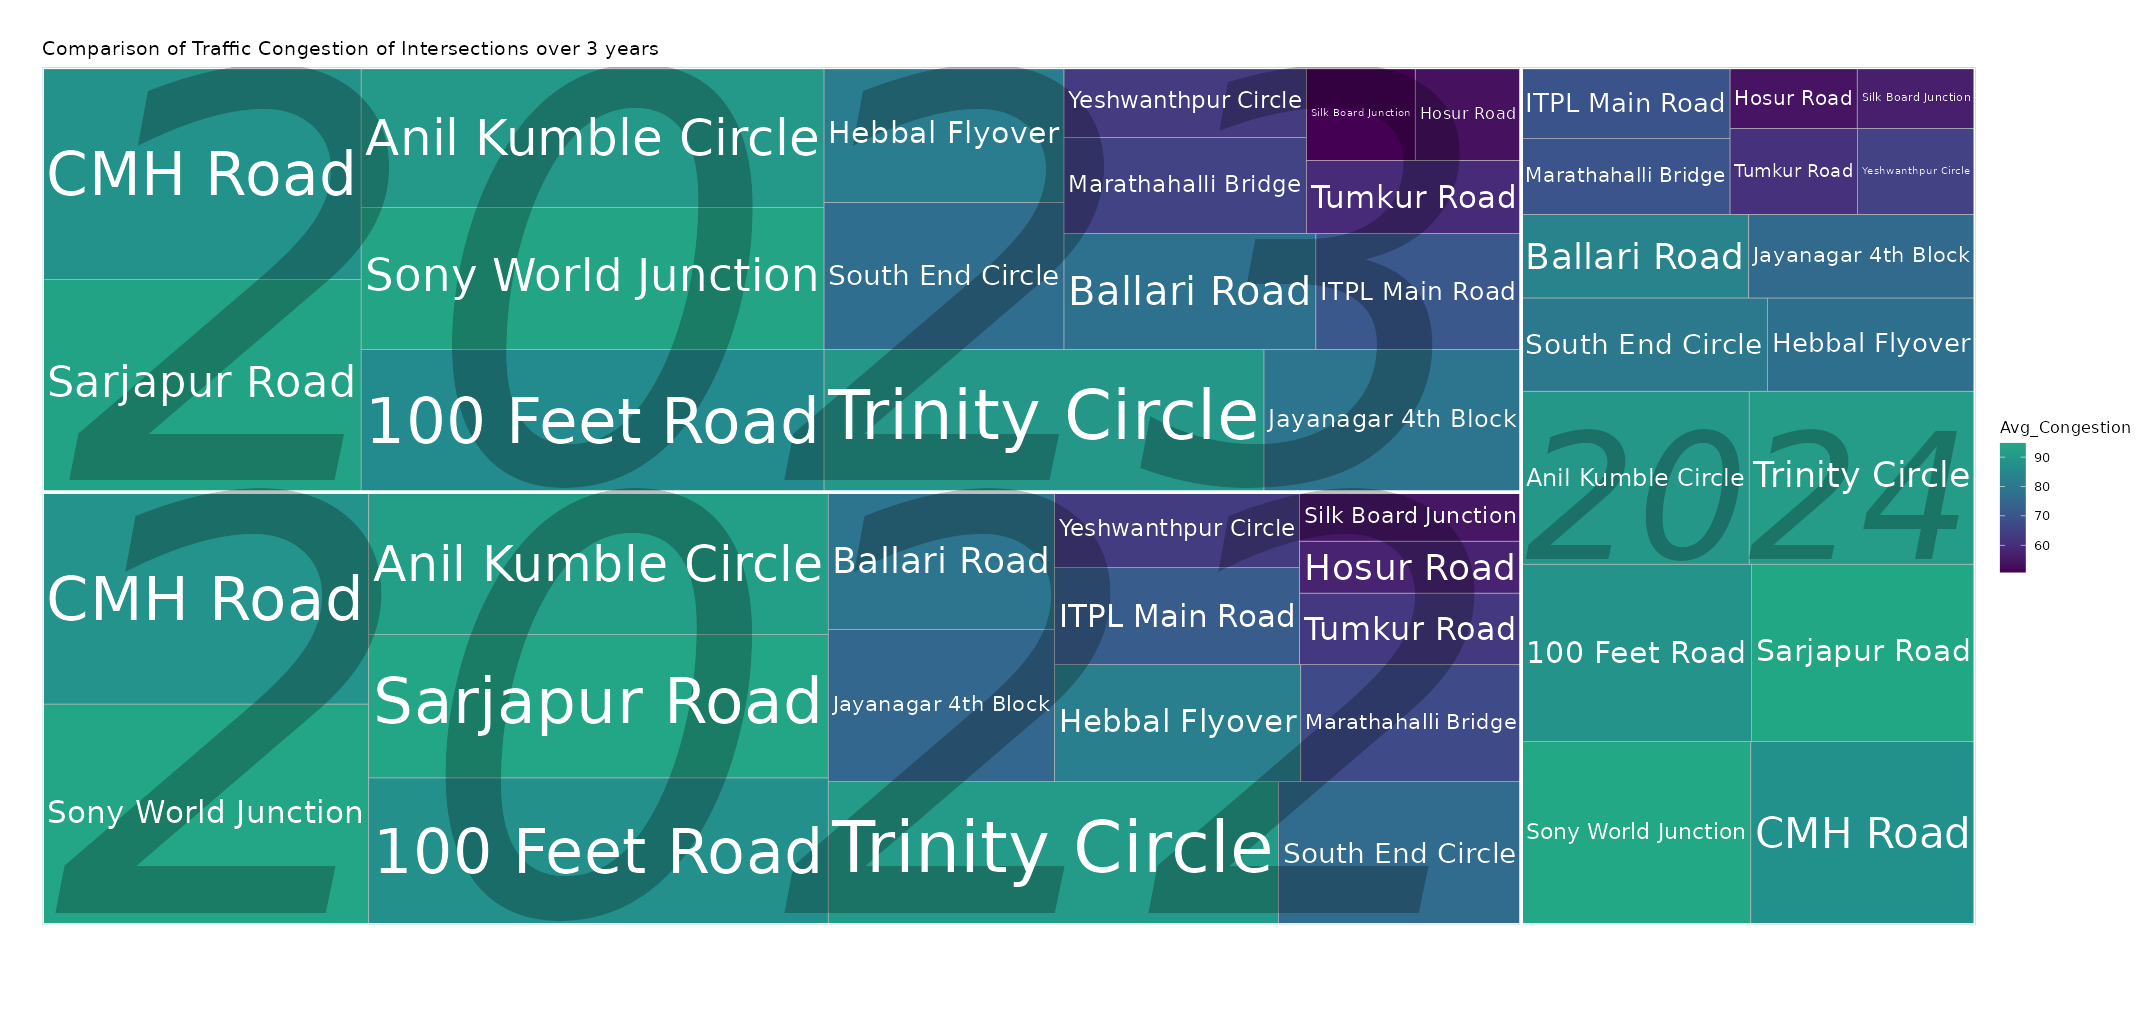 Comparison of Traffic Congestion of Intersections over 3 years
2023
CMH Road
Sarjapur Road
Anil Kumble Circle
Sony World Junction
100 Feet Road
Hebbal Flyover
South End Circle
Yeshwanthpur Circle
Marathahalli Bridge
Silk Board Junction
Hosur Road
Tumkur Road
Ballari Road
ITPL Main Road
Trinity Circle
Jayanagar 4th Block
2022
CMH Road
Sony World Junction
Anil Kumble Circle
Sarjapur Road
100 Feet Road
Ballari Road
Jayanagar 4th Block
Yeshwanthpur Circle
ITPL Main Road
Silk Board Junction
Hosur Road
Tumkur Road
Hebbal Flyover
Marathahalli Bridge
Trinity Circle
South End Circle
2024
ITPL Main Road
Marathahalli Bridge
Hosur Road
Silk Board Junction
Tumkur Road
Yeshwanthpur Circle
Ballari Road
Jayanagar 4th Block
South End Circle
Hebbal Flyover
Anil Kumble Circle
Trinity Circle
100 Feet Road
Sarjapur Road
Sony World Junction
CMH Road
Avg_Congestion
90
80
70
60